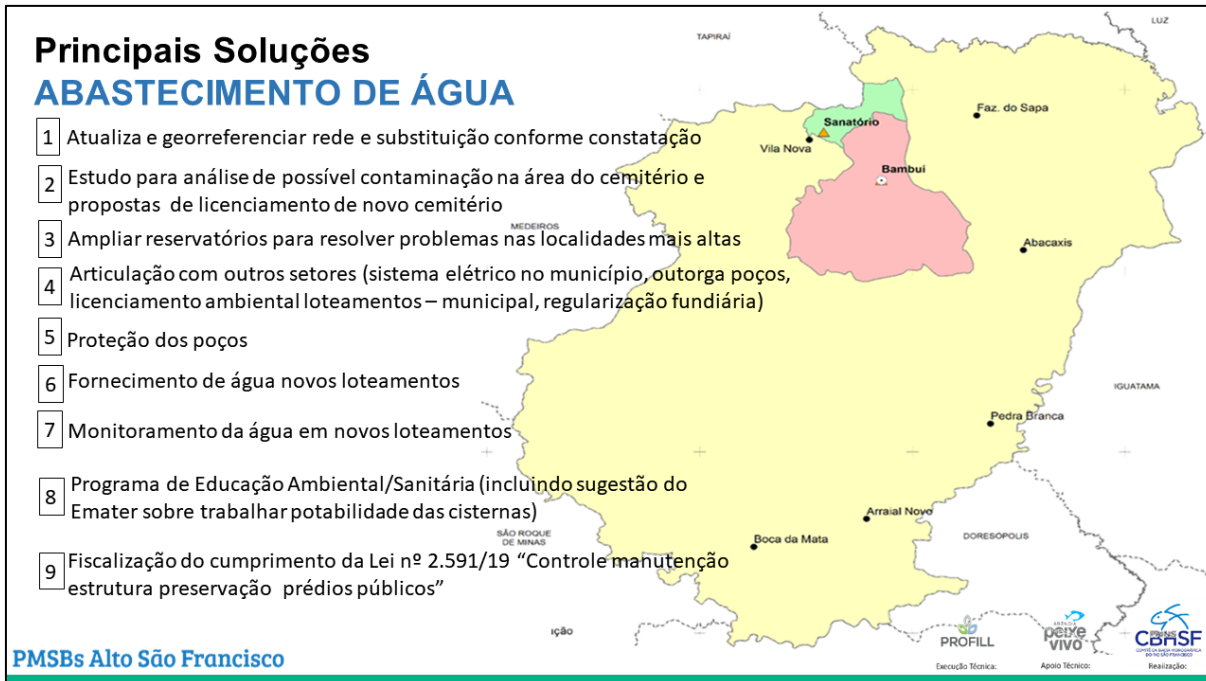 Principais Soluções
ABASTECIMENTO DE ÁGUA
1 Atualiza e georreferenciar rede e substituição conforme constatação
2 Estudo para análise de possível contaminação na área do cemitério e
propostas de licenciamento de novo cemitério
3 Ampliar reservatórios para resolver problemas nas localidades mais altas
4 Articulação com outros setores (sistema elétrico no município, outorga poços,
licenciamento ambiental loteamentos – municipal, regularização fundiária)
5 Proteção dos poços
6 Fornecimento de água novos loteamentos
7 Monitoramento da água em novos loteamentos
8 Programa de Educação Ambiental/Sanitária (incluindo sugestão do
Emater sobre trabalhar potabilidade das cisternas)
9 Fiscalização do cumprimento da Lei nº 2.591/19 “Controle manutenção
estrutura preservação prédios públicos”
TAPIRAÍ
LUZ
Faz. do Sapa
Sanatório
Vila Nova
Bambui
MEDEIROS
Abacaxis
IGUATAMA
Pedra Branca
Arraial Novo
SÃO ROQUE
DE MINAS
Boca da Mata
DORESÓPOLIS
ıção
PROFILL
peixe
vivo
CBHSF
Execução Técnica:
Apoio Técnico:
Realização:
PMSBs Alto São Francisco